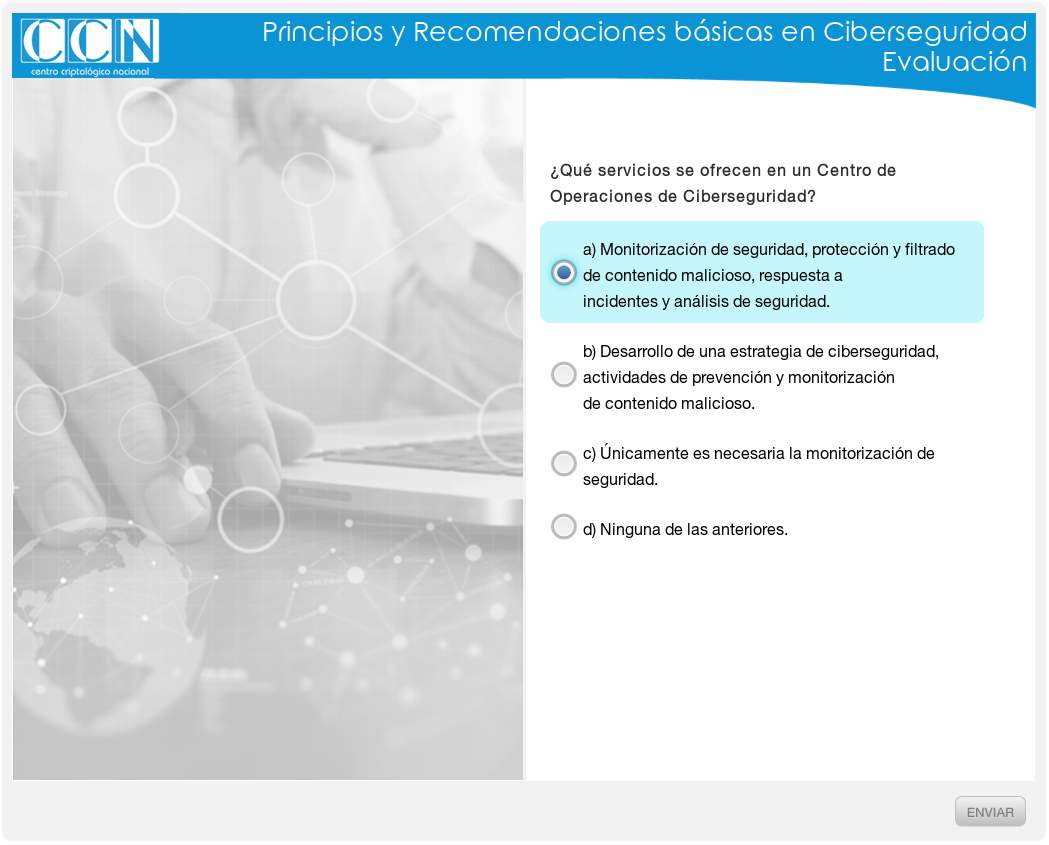 CCN
centro criptológico nacional
Principios y Recomendaciones básicas en Ciberseguridad
Evaluación
¿Qué servicios se ofrecen en un Centro de
Operaciones de Ciberseguridad?
a) Monitorización de seguridad, protección y filtrado
de contenido malicioso, respuesta a
incidentes y análisis de seguridad.
b) Desarrollo de una estrategia de ciberseguridad,
actividades de prevención y monitorización
de contenido malicioso.
c) Únicamente es necesaria la monitorización de
seguridad.
d) Ninguna de las anteriores.
ENVIAR